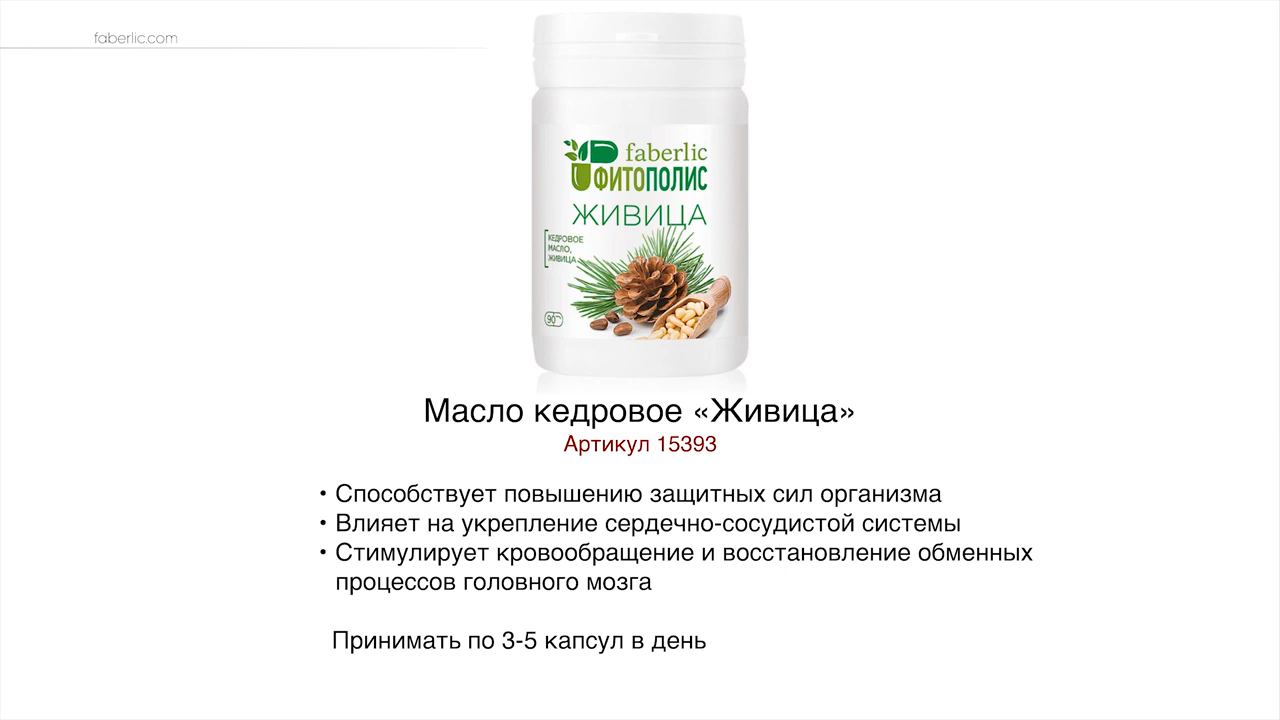 faberlic.com
faberlic
ФИТОПОЛИС
ЖИВИЦА
КЕДРОВОЕ
МАСЛО,
ЖИВИЦА
90
Масло кедровое «Живица»
Артикул 15393
• Способствует повышению защитных сил организма
• Влияет на укрепление сердечно-сосудистой системы
• Стимулирует кровообращение и восстановление обменных
процессов головного мозга
Принимать по 3-5 капсул в день